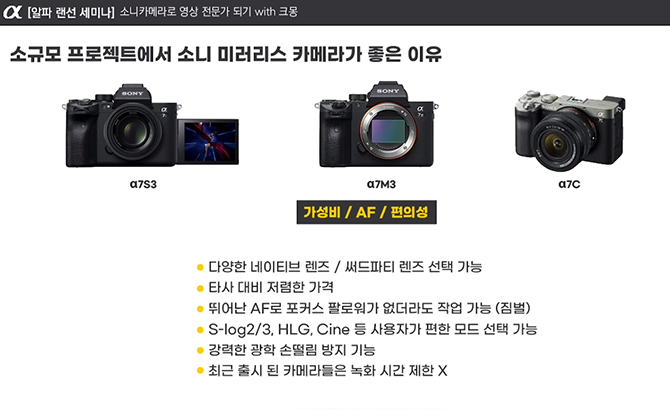 α [알파 랜선 세미나] 소니카메라로 영상 전문가 되기 with 크몽
소규모 프로젝트에서 소니 미러리스 카메라가 좋은 이유
SONY
α7S3
SONY
α7M3
α7C
가성비 / AF / 편의성
다양한 네이티브 렌즈 / 써드파티 렌즈 선택 가능
타사 대비 저렴한 가격
뛰어난 AF로 포커스 팔로워가 없더라도 작업 가능 (짐벌)
S-log2/3, HLG, Cine 등 사용자가 편한 모드 선택 가능
강력한 광학 손떨림 방지 기능
최근 출시 된 카메라들은 녹화 시간 제한 X